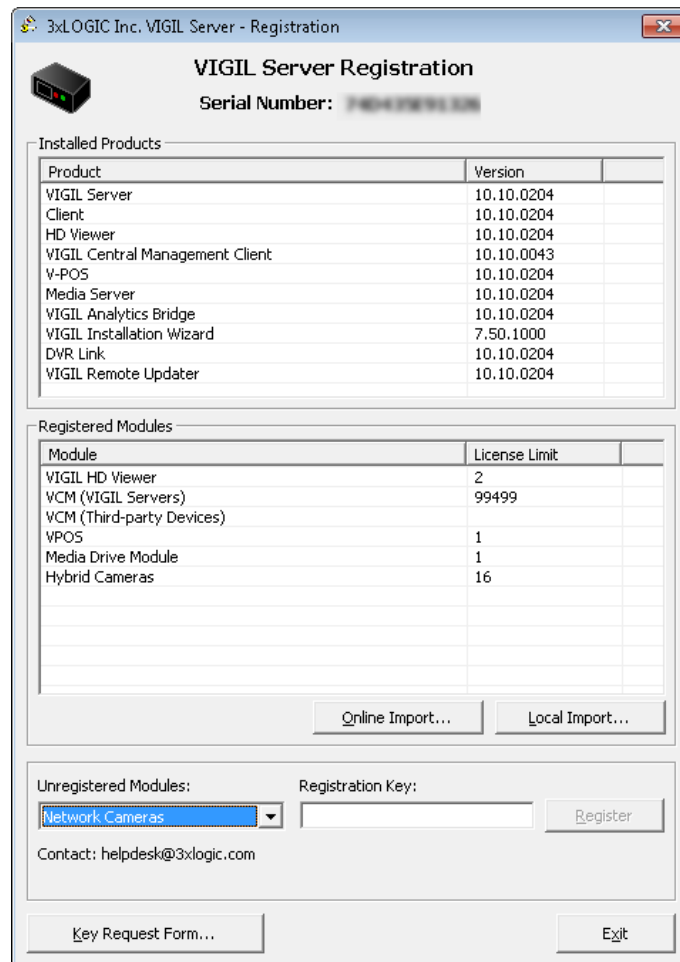 3xLOGIC Inc. VIGIL Server - Registration
VIGIL Server Registration
Serial Number:
Installed Products
Product Version
VIGIL Server 10.10.0204
Client 10.10.0204
HD Viewer 10.10.0204
VIGIL Central Management Client 10.10.0043
V-POS 10.10.0204
Media Server 10.10.0204
VIGIL Analytics Bridge 10.10.0204
VIGIL Installation Wizard 7.50.1000
DVR Link 10.10.0204
VIGIL Remote Updater 10.10.0204
Registered Modules
Module License Limit
VIGIL HD Viewer 2
VCM (VIGIL Servers) 99499
VCM (Third-party Devices)
VPOS 1
Media Drive Module 1
Hybrid Cameras 16
Online Import... Local Import...
Unregistered Modules: Registration Key:
Network Cameras Register
Contact: helpdesk@3xlogic.com
Key Request Form... Exit